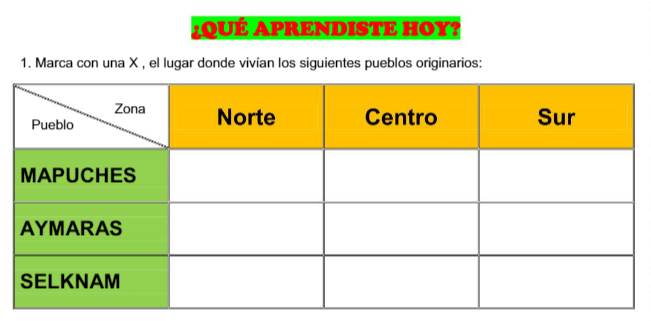 ¿QUÉ APRENDISTE HOY?
1. Marca con una X , el lugar donde vivían los siguientes pueblos originarios:
Zona
Pueblo
Norte Centro Sur
MAPUCHES
AYMARAS
SELKNAM